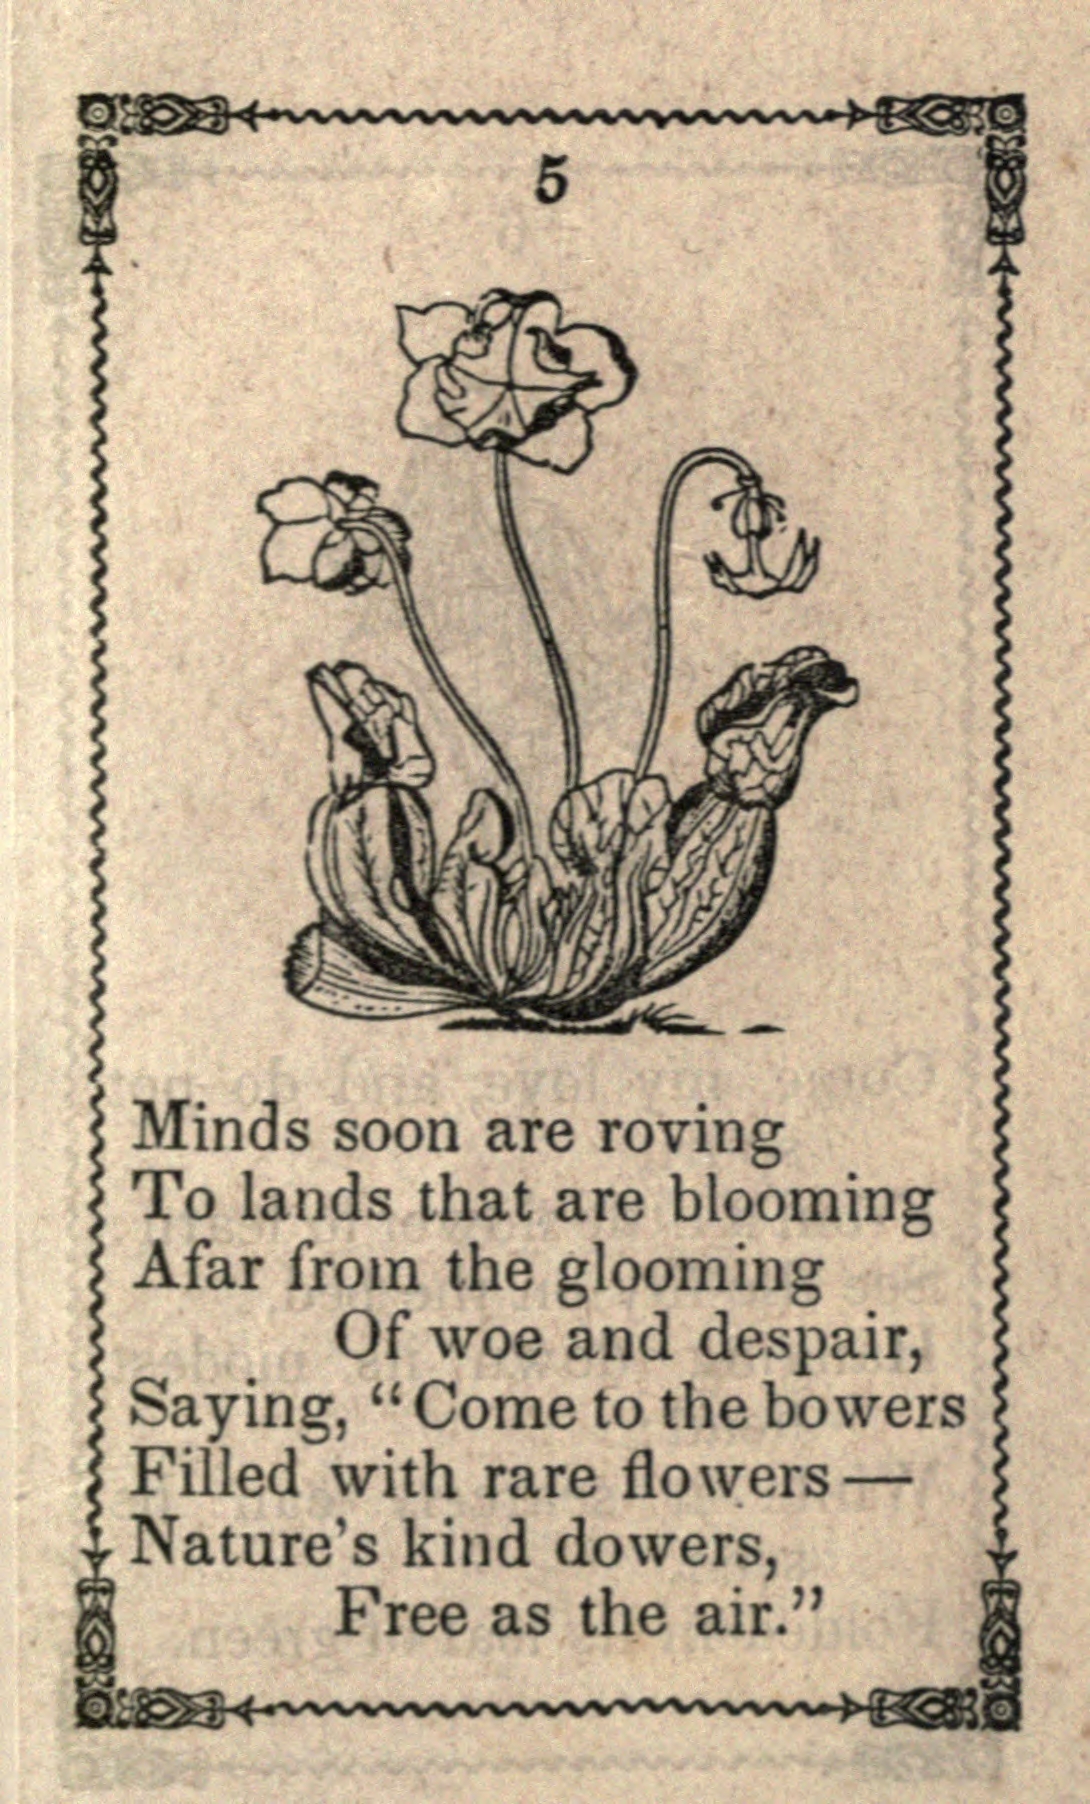 5
Minds soon are roving
To lands that are blooming
Afar from the glooming
Of woe and despair,
Saying, “Come to the bowers
Filled with rare flowers—
Nature's kind dowers,
Free as the air.”